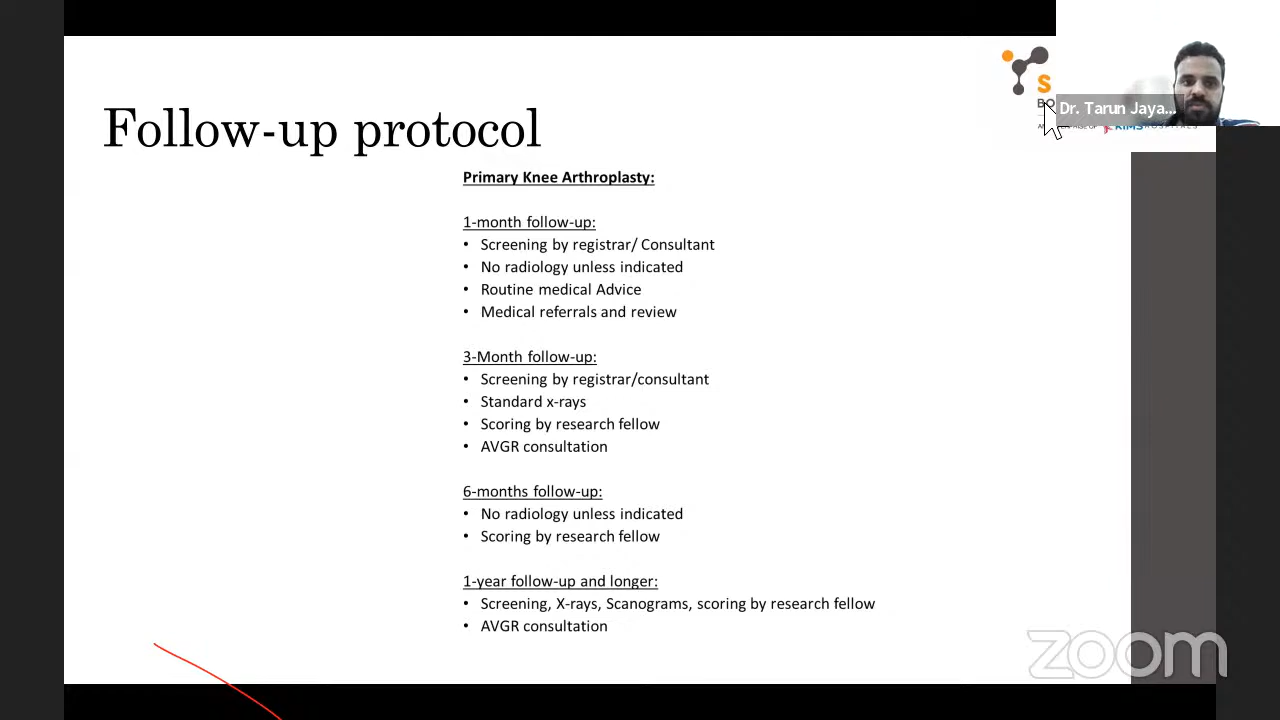 Follow-up protocol
S
Dr. Tarun Jaya...
Primary Knee Arthroplasty:
1-month follow-up:
• Screening by registrar/ Consultant
• No radiology unless indicated
• Routine medical Advice
• Medical referrals and review
3-Month follow-up:
• Screening by registrar/consultant
• Standard x-rays
• Scoring by research fellow
• AVGR consultation
6-months follow-up:
• No radiology unless indicated
• Scoring by research fellow
1-year follow-up and longer:
• Screening, X-rays, Scanograms, scoring by research fellow
• AVGR consultation
zoom